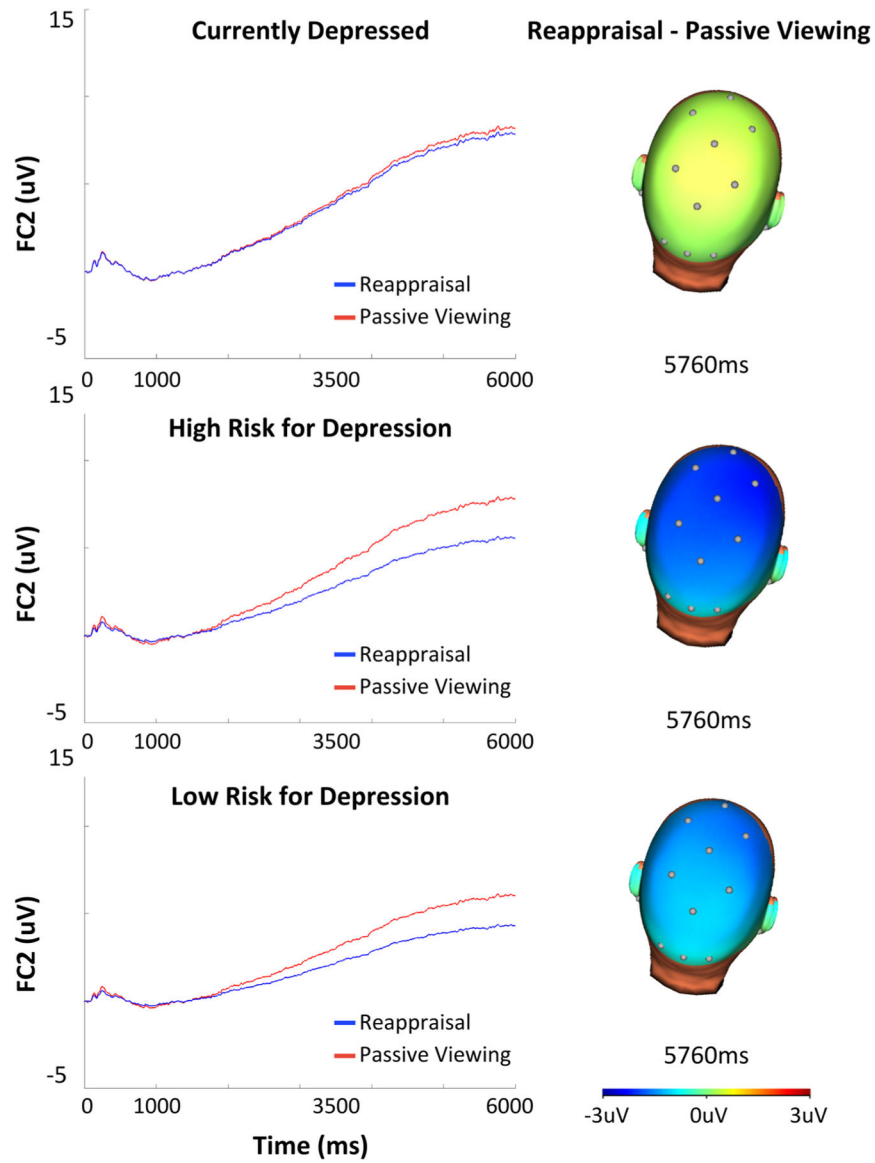 15
Currently Depressed
Reappraisal - Passive Viewing
FC2 (uV)
Reappraisal
Passive Viewing
-5
0 1000 3500 6000
5760ms
15
High Risk for Depression
FC2 (uV)
Reappraisal
Passive Viewing
-5
0 1000 3500 6000
5760ms
15
Low Risk for Depression
FC2 (uV)
Reappraisal
Passive Viewing
-5
0 1000 3500 6000
Time (ms)
5760ms
-3uV 0uV 3uV